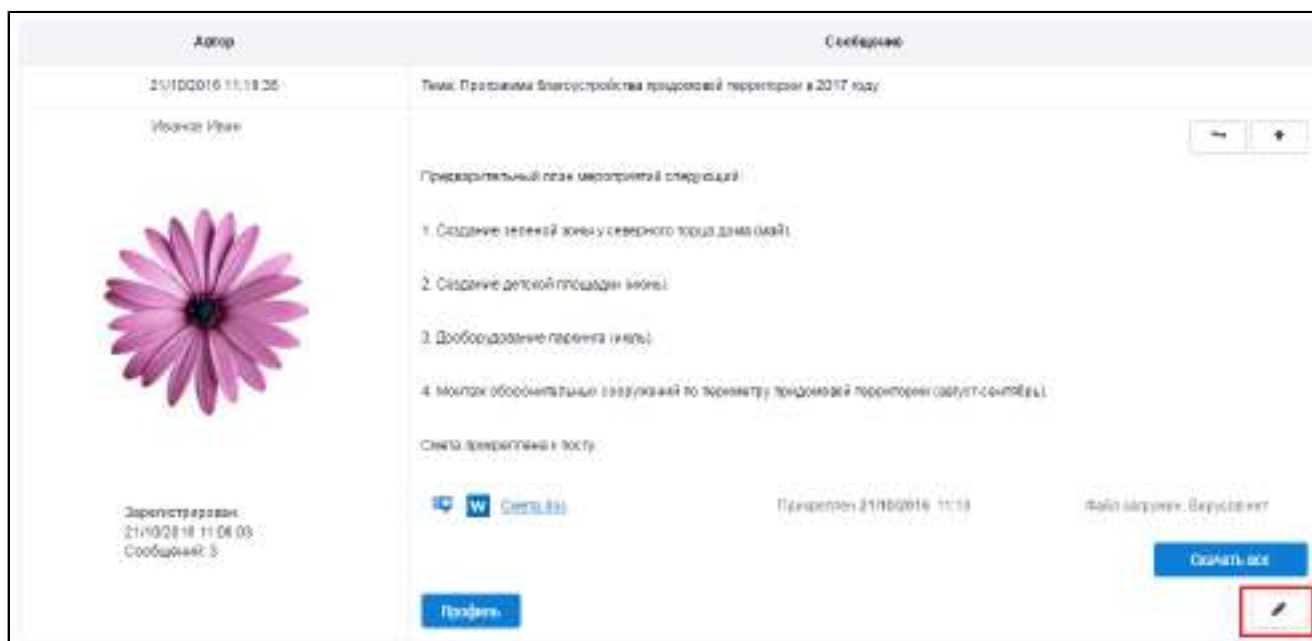 Автор
Сообщение
21/10/2016 11:18:36
Тема: Программа благоустройства придомовой территории в 2017 году
Иванов Иван
Предварительный план мероприятий следующий:
1. Создание зеленой зоны у северного торца дома (май).
2. Создание детской площадки (июнь).
3. Дооборудование паркинга (июль).
4. Монтаж оборонительных сооружений по периметру придомовой территории (август-сентябрь).
Смета прикреплена к посту.
Смета.doc
Прикреплен 21/10/2016 11:18
Файл загружен. Вирусов нет
Зарегистрирован:
21/10/2016 11:06:03
Сообщений: 3
Скачать все
Профиль